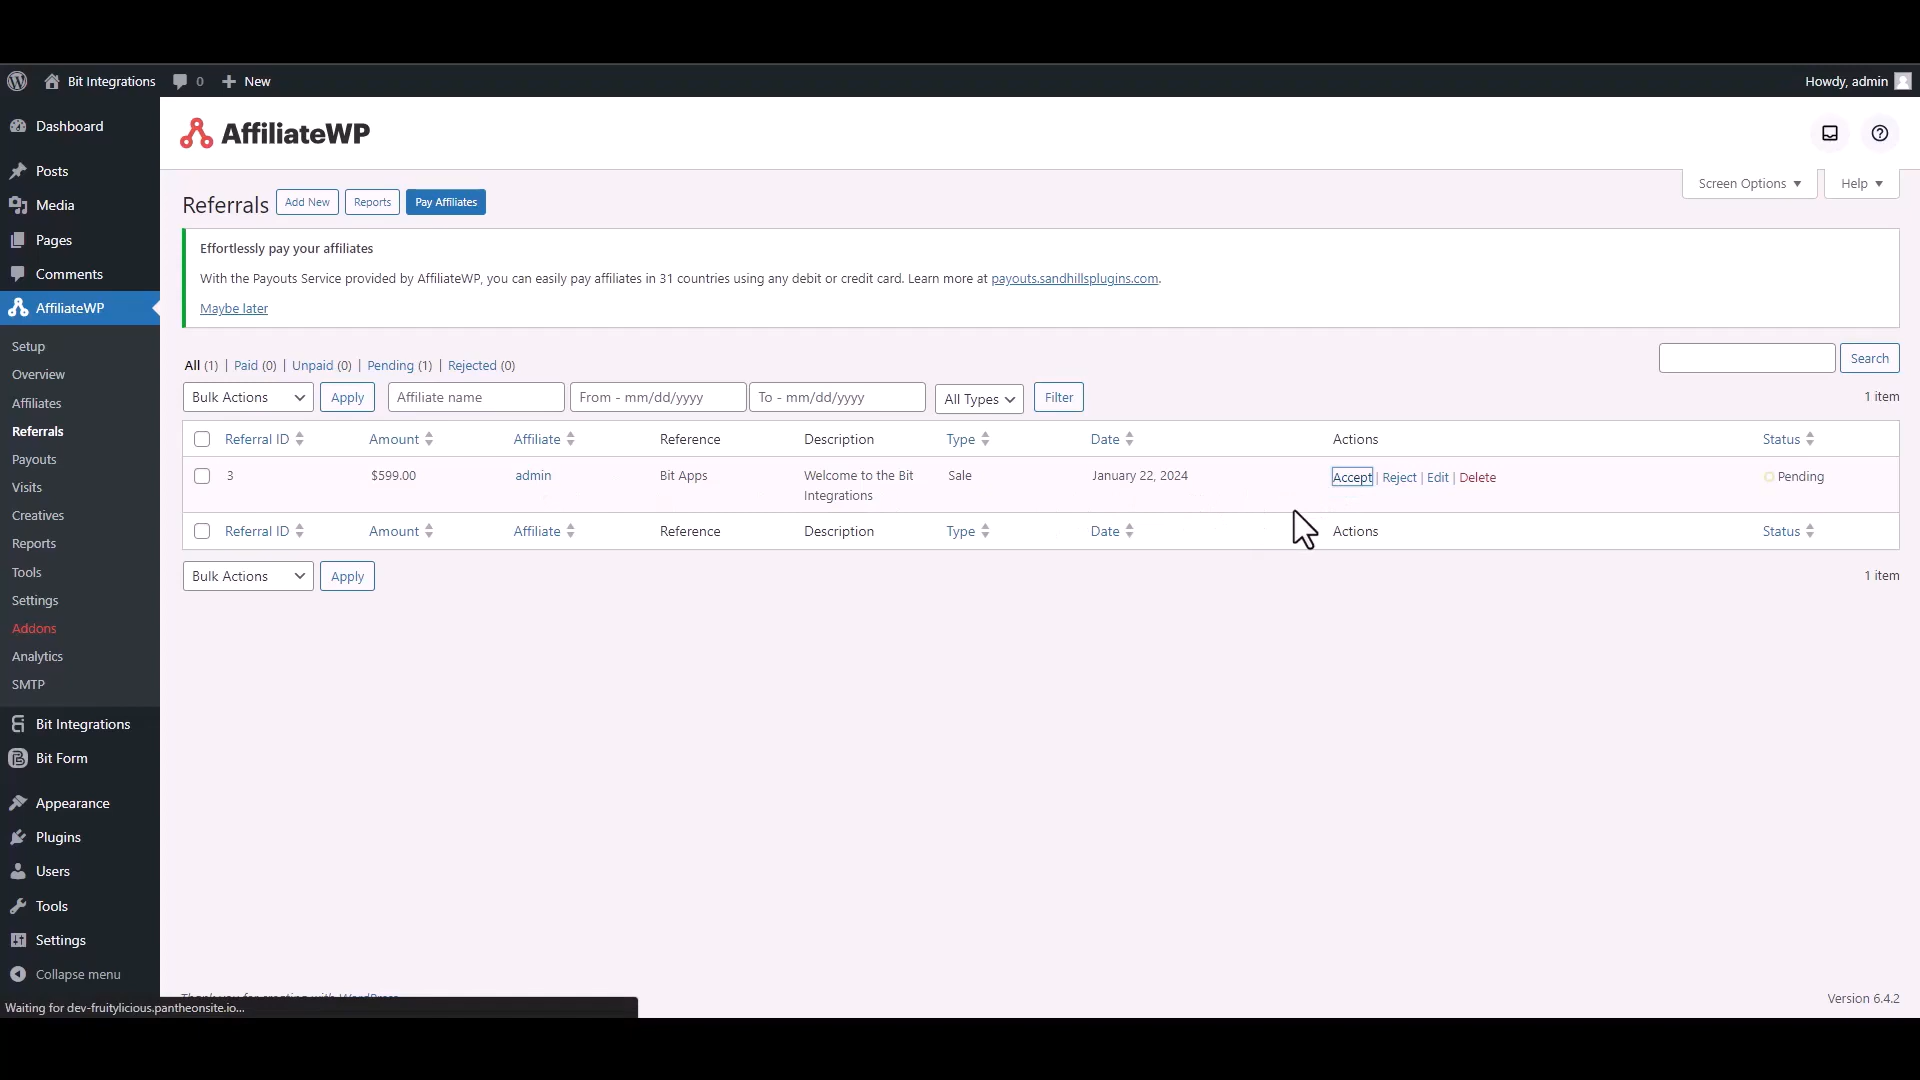 Bit Integrations 0 New Howdy, admin
Dashboard
Posts
Media
Pages
Comments
AffiliateWP
Setup
Overview
Affiliates
Referrals
Payouts
Visits
Creatives
Reports
Tools
Settings
Addons
Analytics
SMTP
Bit Integrations
Bit Form
Appearance
Plugins
Users
Tools
Settings
Collapse menu
AffiliateWP
Screen Options Help
Referrals Add New Reports Pay Affiliates
Effortlessly pay your affiliates
With the Payouts Service provided by AffiliateWP, you can easily pay affiliates in 31 countries using any debit or credit card. Learn more at payouts.sandhillsplugins.com.
Maybe later
All (1) | Paid (0) | Unpaid (0) | Pending (1) | Rejected (0)
Search
Bulk Actions Apply Affiliate name From - mm/dd/yyyy To - mm/dd/yyyy All Types Filter 1 item
Referral ID Amount Affiliate Reference Description Type Date Actions Status
3 $599.00 admin Bit Apps Welcome to the Bit Sale January 22, 2024 Accept | Reject | Edit | Delete Pending
Integrations
Referral ID Amount Affiliate Reference Description Type Date Actions Status
Bulk Actions Apply 1 item
Thank you for creating with WordPress
Version 6.4.2
Waiting for dev-fruitylicious.pantheonsite.io...